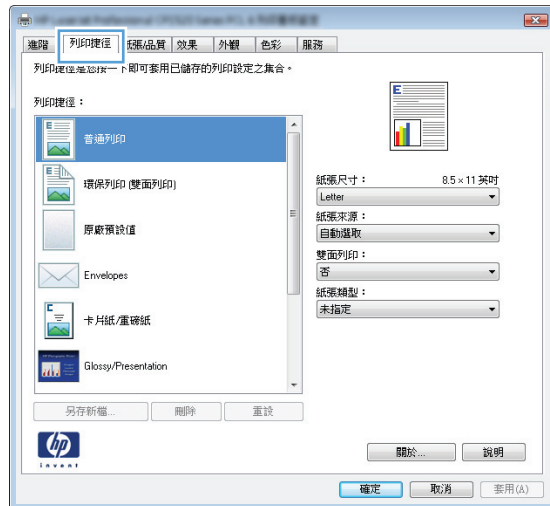 進階 列印捷徑 紙張/品質 效果 外觀 色彩 服務
列印捷徑是您按一下即可套用已儲存的列印設定之集合。
列印捷徑：
普通列印
環保列印 (雙面列印)
原廠預設值
Envelopes
卡片紙/重磅紙
Glossy/Presentation
另存新檔... 刪除 重設
E
紙張尺寸： 8.5 × 11 英吋
Letter
紙張來源：
自動選取
雙面列印：
否
紙張類型：
未指定
hp
invent
關於... 說明
確定 取消 套用(A)